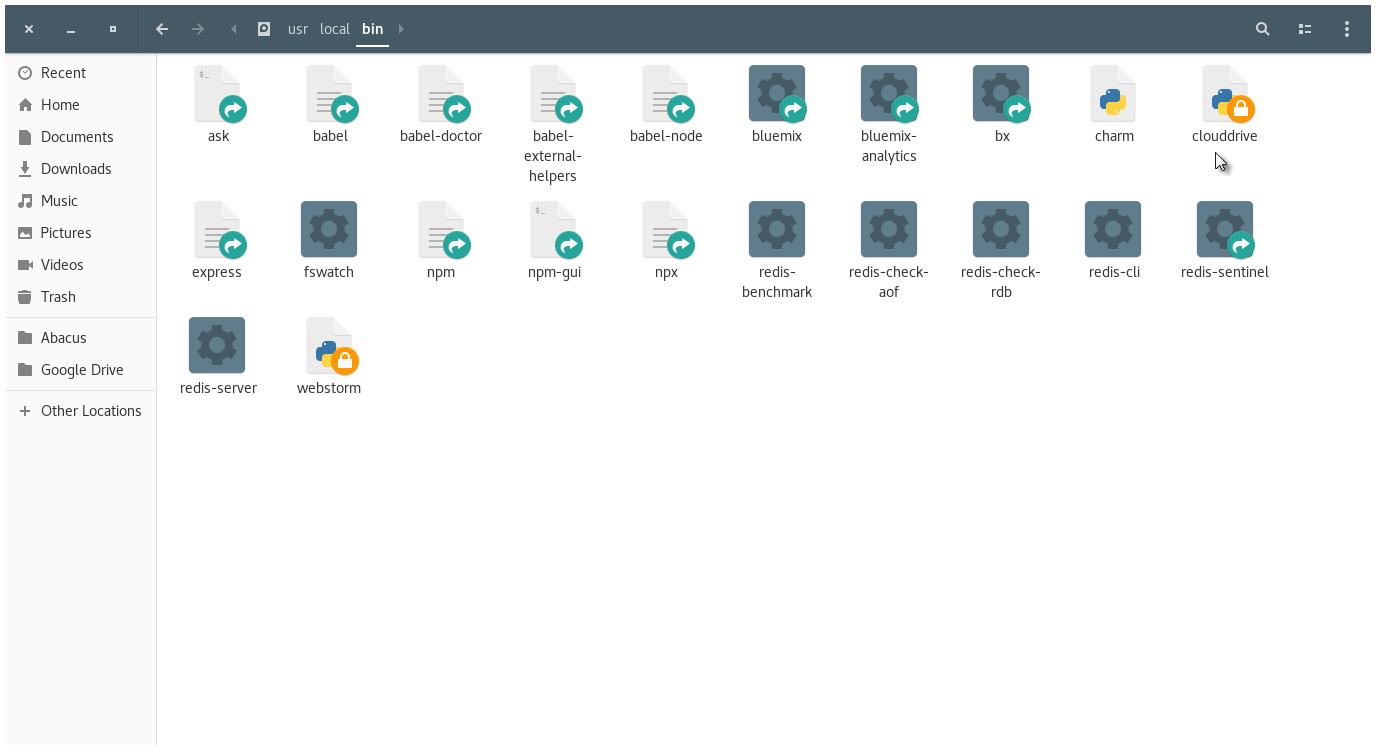 usr local bin
Recent
Home
Documents
Downloads
Music
Pictures
Videos
Trash
Abacus
Google Drive
Other Locations
$_
ask
babel
babel-doctor
babel-
external-
helpers
babel-node
bluemix
bluemix-
analytics
bx
charm
clouddrive
express
fswatch
npm
$_
npm-gui
npx
redis-
benchmark
redis-check-
aof
redis-check-
rdb
redis-cli
redis-sentinel
redis-server
webstorm